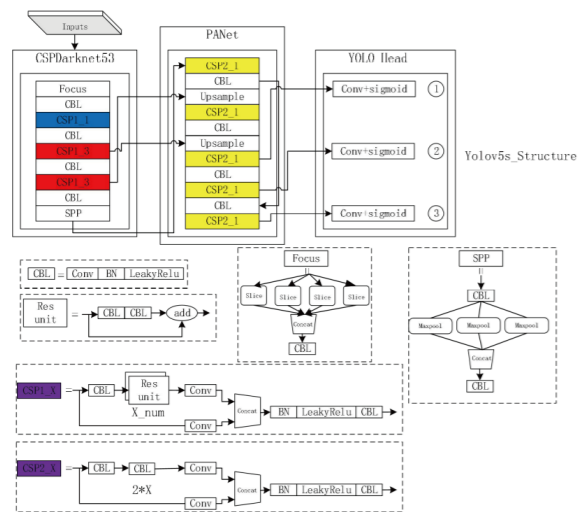 Inputs
CSPDarknet53
Focus
CBL
CSP1_1
CBL
CSP1_3
CBL
CSP1_3
CBL
SPP
PANet
CSP2_1
CBL
Upsample
CSP2_1
CBL
Upsample
CSP2_1
CBL
CSP2_1
CBL
CSP2_1
YOLO Head
Conv+sigmoid 1
Conv+sigmoid 2
Conv+sigmoid 3
Yolov5s_Structure
CBL = Conv BN LeakyRelu
Res unit = CBL CBL add
Focus
=
Slice Slice Slice Slice
Concat
CBL
SPP
=
CBL
Maxpool Maxpool Maxpool
Concat
CBL
CSP1_X = CBL Res unit Conv
X_num
Conv
Concat BN LeakyRelu CBL
CSP2_X = CBL CBL Conv
2*X
Conv
Concat BN LeakyRelu CBL